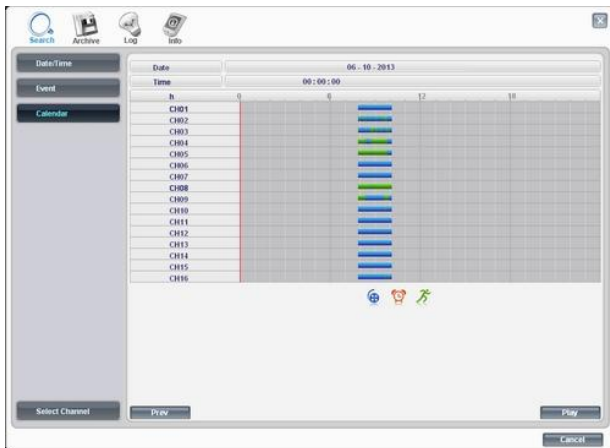 Search Archive Log Info
Date/Time
Event
Calendar
Date 06 - 10 - 2013
Time 00:00:00
h 0 6 12 18
CH01
CH02
CH03
CH04
CH05
CH06
CH07
CH08
CH09
CH10
CH11
CH12
CH13
CH14
CH15
CH16
Select Channel Prev Play
Cancel